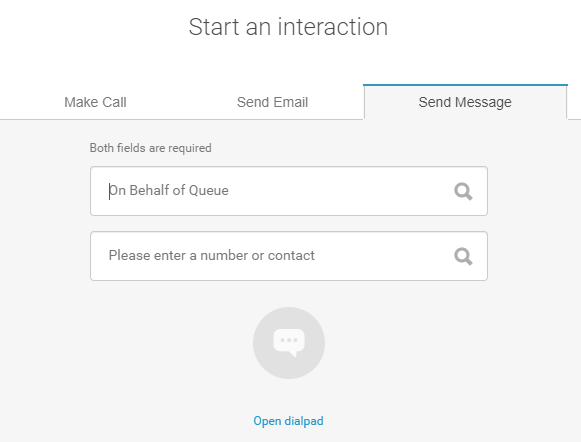 Start an interaction
Make Call
Send Email
Send Message
Both fields are required
On Behalf of Queue
Please enter a number or contact
Open dialpad